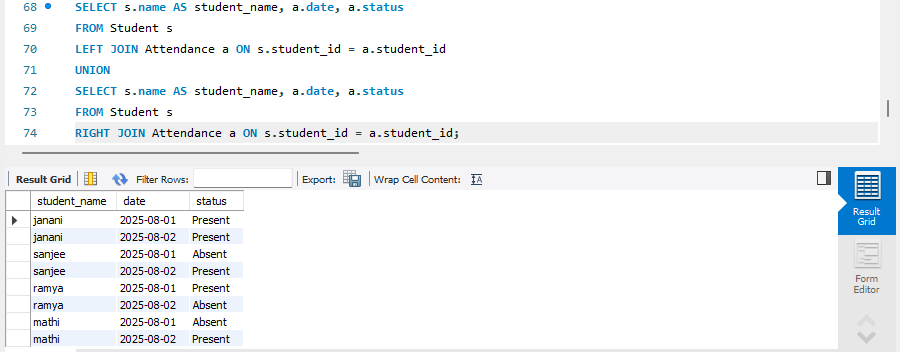 68 SELECT s.name AS student_name, a.date, a.status
69 FROM Student s
70 LEFT JOIN Attendance a ON s.student_id = a.student_id
71 UNION
72 SELECT s.name AS student_name, a.date, a.status
73 FROM Student s
74 RIGHT JOIN Attendance a ON s.student_id = a.student_id;
Result Grid Filter Rows: Export: Wrap Cell Content: IA
student_name date status
janani 2025-08-01 Present
janani 2025-08-02 Present
sanjee 2025-08-01 Absent
sanjee 2025-08-02 Present
ramya 2025-08-01 Present
ramya 2025-08-02 Absent
mathi 2025-08-01 Absent
mathi 2025-08-02 Present
Result
Grid
Form
Editor